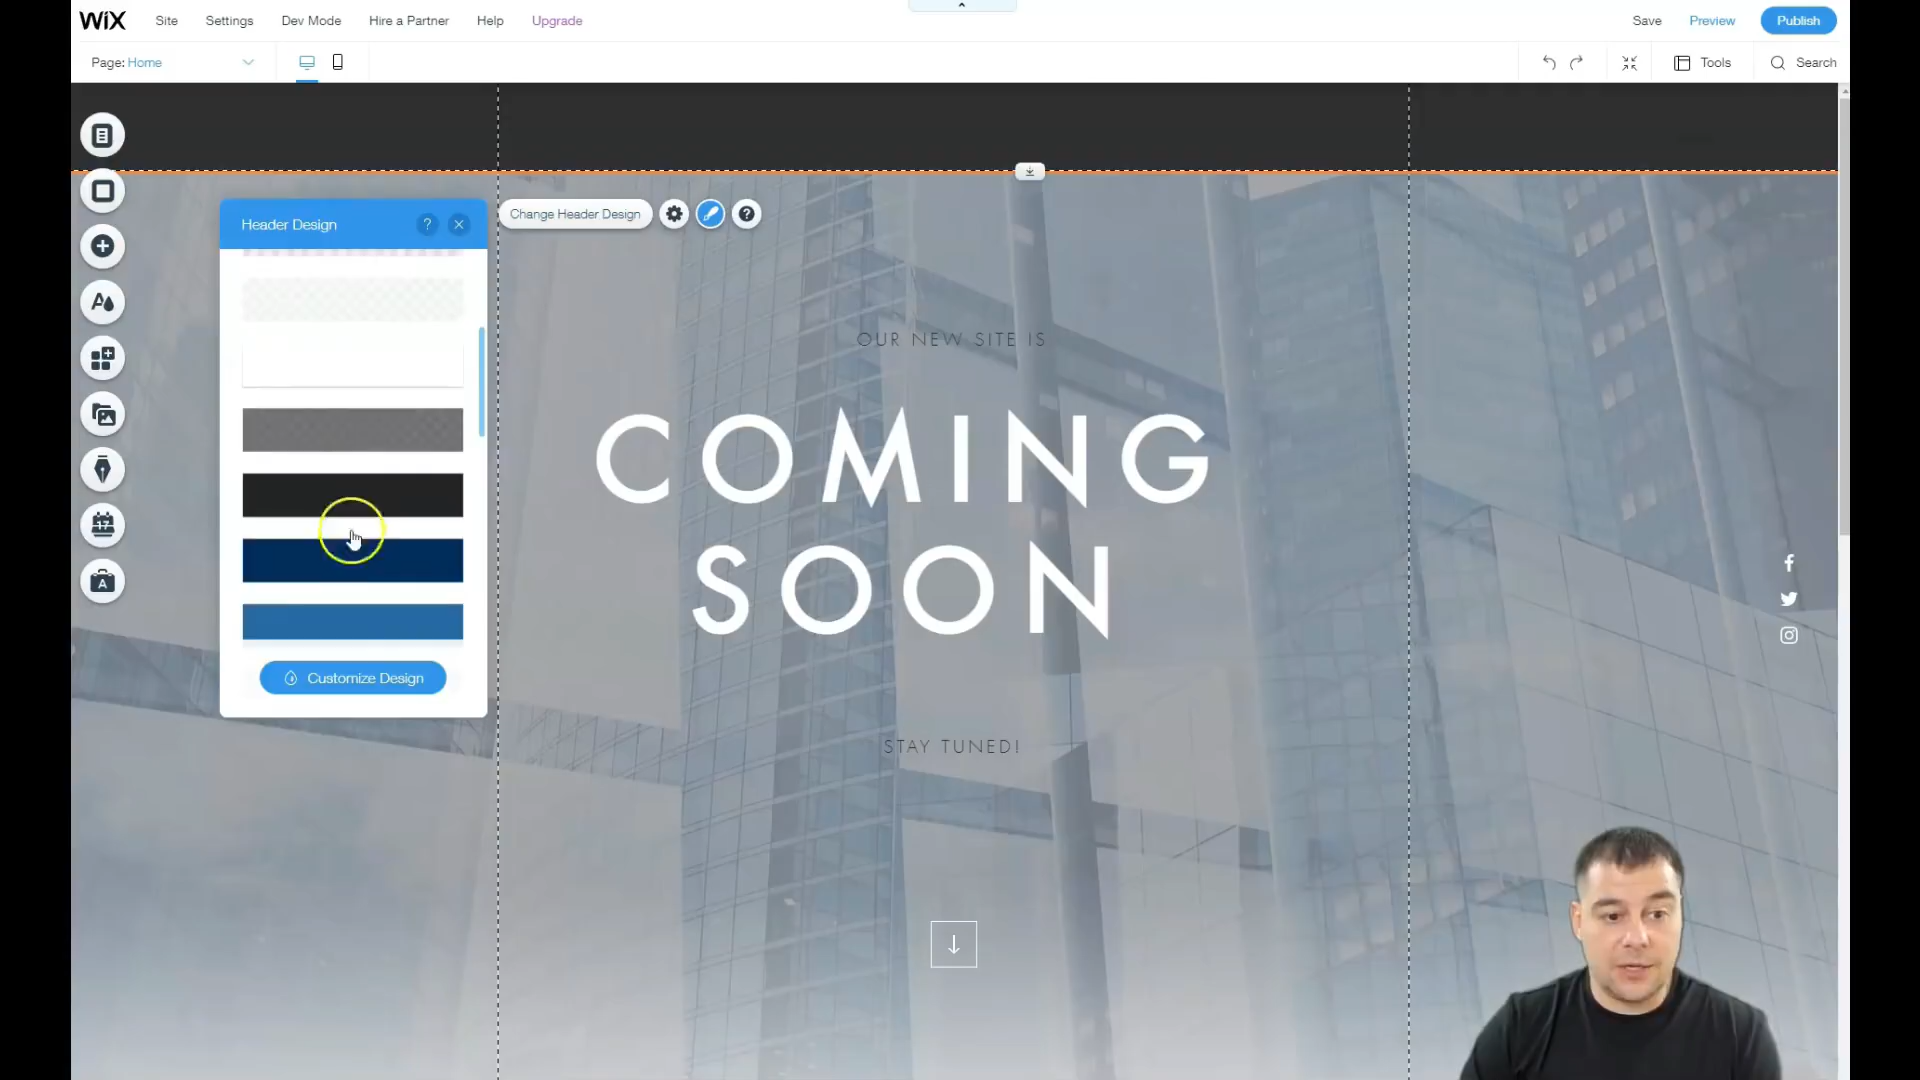 WiX Site Settings Dev Mode Hire a Partner Help Upgrade Save Preview Publish
Page: Home Tools Search
Header Design ? ×
Change Header Design ?
OUR NEW SITE IS
COMING
SOON
17
A
Customize Design
STAY TUNED!